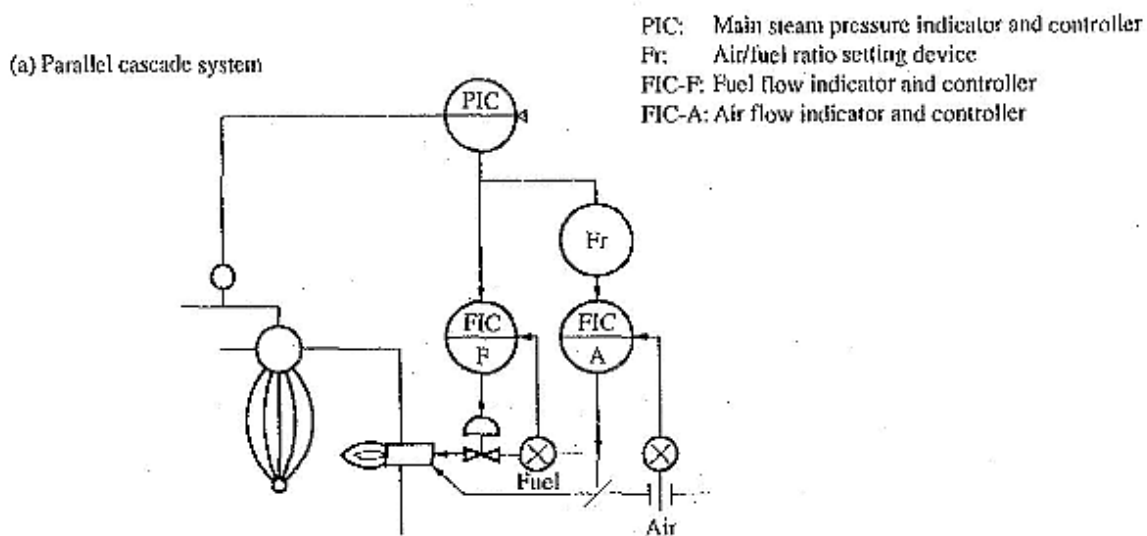 PIC: Main steam pressure indicator and controller
Fr: Air/fuel ratio setting device
FIC-F: Fuel flow indicator and controller
FIC-A: Air flow indicator and controller
(a) Parallel cascade system
PIC
Fr
FIC
F
FIC
A
Fuel
Air